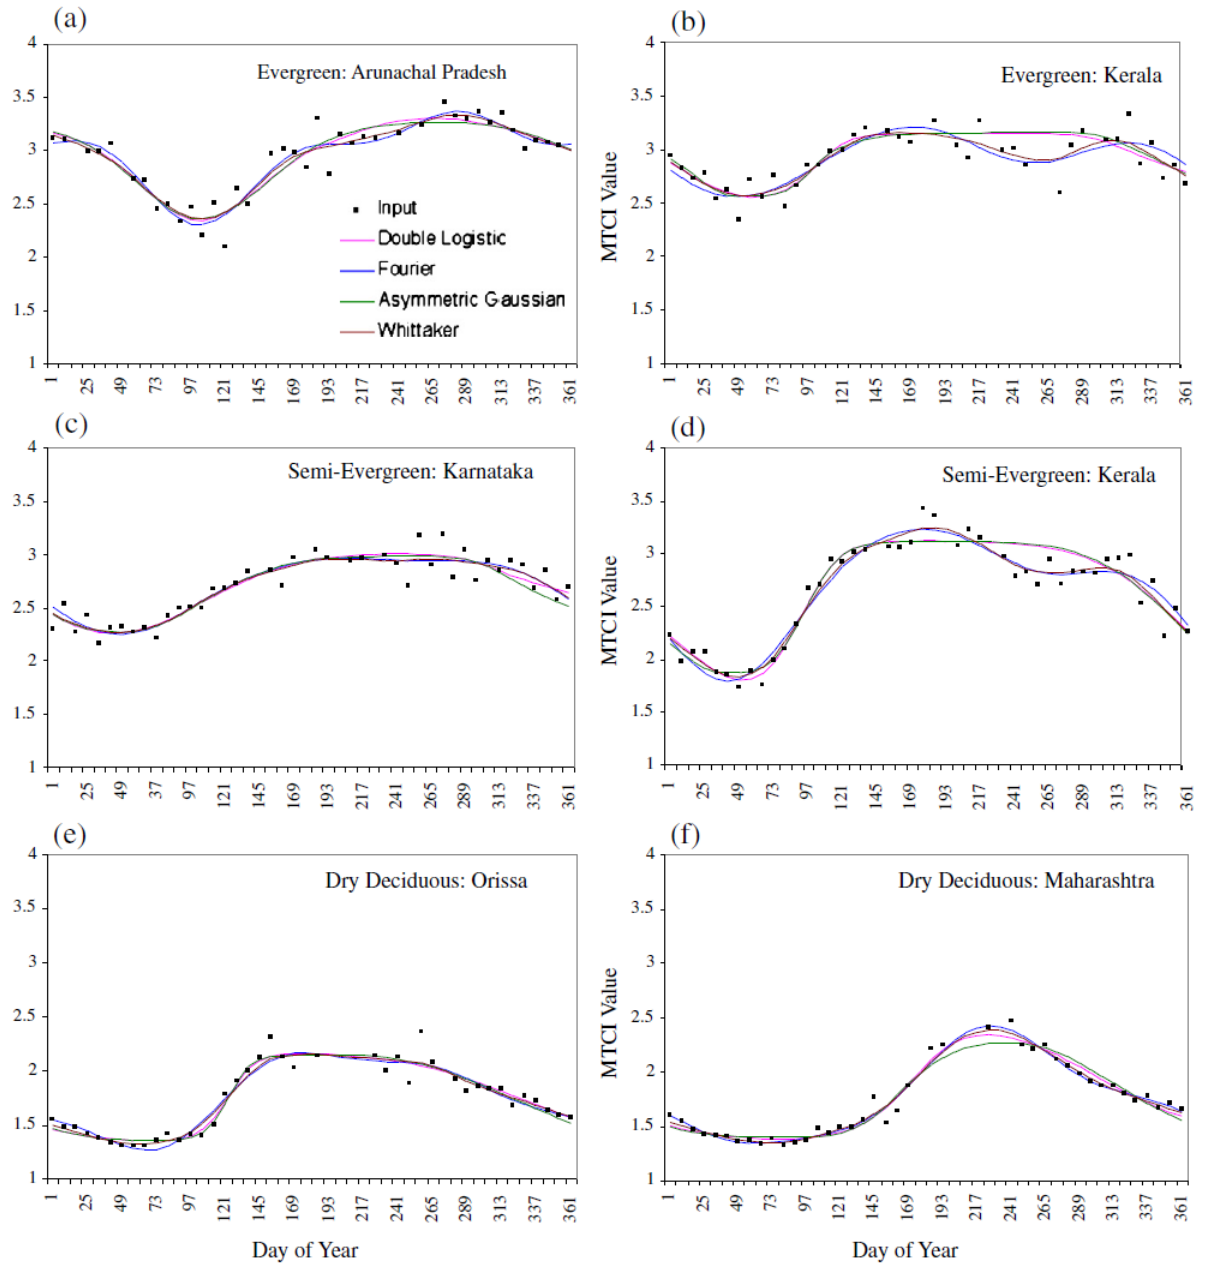 (a)
4
3.5
3
2.5
2
1.5
1
Evergreen: Arunachal Pradesh
Input
Double Logistic
Fourier
Asymmetric Gaussian
Whittaker
1 25 49 73 97 121 145 169 193 217 241 265 289 313 337 361
(b)
4
3.5
3
2.5
2
1.5
1
MTCI Value
Evergreen: Kerala
1 25 49 73 97 121 145 169 193 217 241 265 289 313 337 361
(c)
4
3.5
3
2.5
2
1.5
1
Semi-Evergreen: Karnataka
1 25 49 37 97 121 145 169 193 217 241 265 289 313 337 361
(d)
4
3.5
3
2.5
2
1.5
1
MTCI Value
Semi-Evergreen: Kerala
1 25 49 73 97 121 145 169 193 217 241 265 289 313 337 361
(e)
4
3.5
3
2.5
2
1.5
1
Dry Deciduous: Orissa
1 25 49 73 97 121 145 169 193 217 241 265 289 313 337 361
Day of Year
(f)
4
3.5
3
2.5
2
1.5
1
MTCI Value
Dry Deciduous: Maharashtra
1 25 49 73 97 121 145 169 193 217 241 265 289 313 337 361
Day of Year